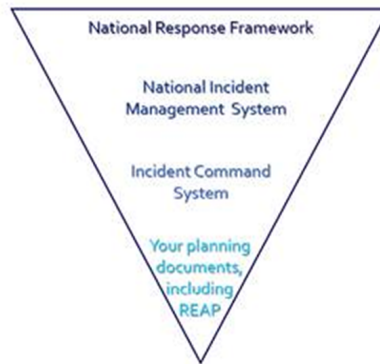 National Response Framework
National Incident
Management System
Incident Command
System
Your planning
documents,
including
REAP